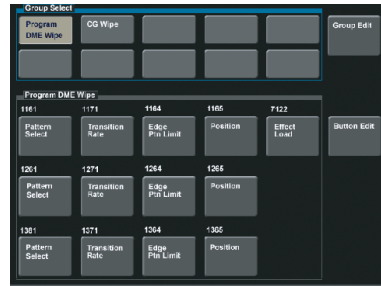 Group Select
Program DME Wipe
CG Wipe
Group Edit
Program DME Wipe
1161 1171 1164 1165 7122
Pattern Select
Transition Rate
Edge Ptn Limit
Position
Effect Load
Button Edit
1261 1271 1264 1265
Pattern Select
Transition Rate
Edge Ptn Limit
Position
1361 1371 1364 1365
Pattern Select
Transition Rate
Edge Ptn Limit
Position